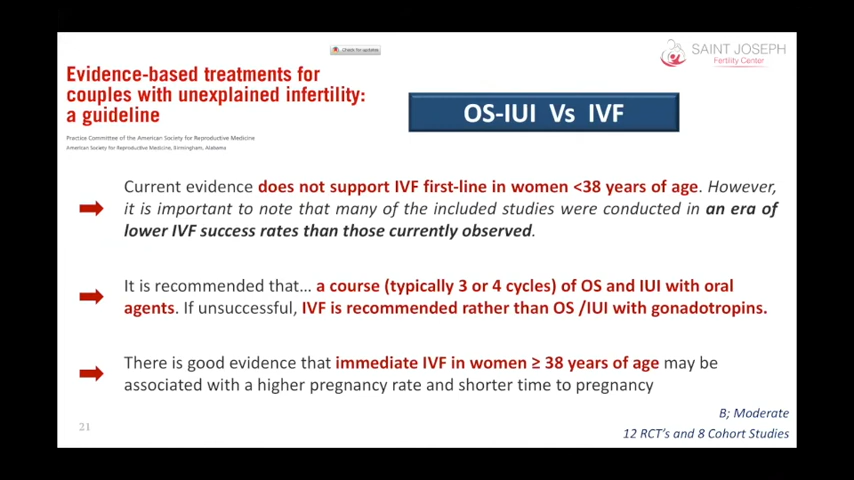 Check for updates
SAINT JOSEPH
Fertility Center
Evidence-based treatments for
couples with unexplained infertility:
a guideline
OS-IUI Vs IVF
Practice Committee of the American Society for Reproductive Medicine
American Society for Reproductive Medicine, Birmingham, Alabama
Current evidence does not support IVF first-line in women <38 years of age. However,
it is important to note that many of the included studies were conducted in an era of
lower IVF success rates than those currently observed.
It is recommended that... a course (typically 3 or 4 cycles) of OS and IUI with oral
agents. If unsuccessful, IVF is recommended rather than OS /IUI with gonadotropins.
There is good evidence that immediate IVF in women ≥ 38 years of age may be
associated with a higher pregnancy rate and shorter time to pregnancy
B; Moderate
21
12 RCT's and 8 Cohort Studies